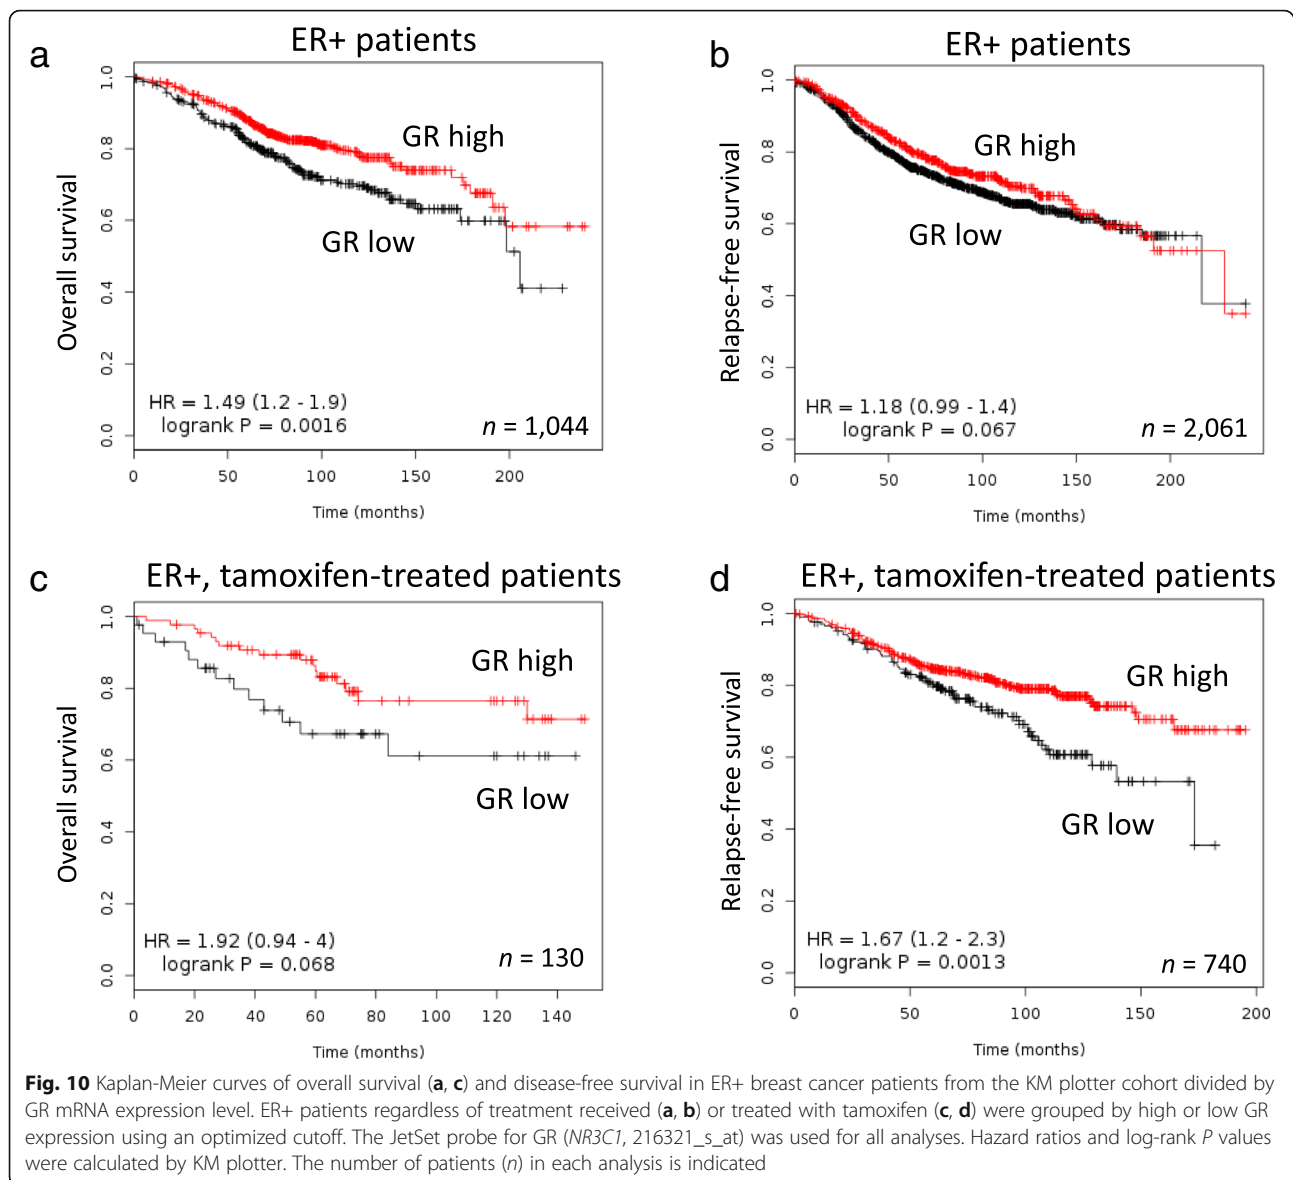 a
ER+ patients
1.0
0.8
0.6
0.4
0.2
0.0
Overall survival
GR high
GR low
HR = 1.49 (1.2 - 1.9)
logrank P = 0.0016
n = 1,044
0 50 100 150 200
Time (months)
b
ER+ patients
1.0
0.8
0.6
0.4
0.2
0.0
Relapse-free survival
GR high
GR low
HR = 1.18 (0.99 - 1.4)
logrank P = 0.067
n = 2,061
0 50 100 150 200
Time (months)
c
ER+, tamoxifen-treated patients
1.0
0.8
0.6
0.4
0.2
0.0
Overall survival
GR high
GR low
HR = 1.92 (0.94 - 4)
logrank P = 0.068
n = 130
0 20 40 60 80 100 120 140
Time (months)
d
ER+, tamoxifen-treated patients
1.0
0.8
0.6
0.4
0.2
0.0
Relapse-free survival
GR high
GR low
HR = 1.67 (1.2 - 2.3)
logrank P = 0.0013
n = 740
0 50 100 150 200
Time (months)
Fig. 10 Kaplan-Meier curves of overall survival (a, c) and disease-free survival in ER+ breast cancer patients from the KM plotter cohort divided by
GR mRNA expression level. ER+ patients regardless of treatment received (a, b) or treated with tamoxifen (c, d) were grouped by high or low GR
expression using an optimized cutoff. The JetSet probe for GR (NR3C1, 216321_s_at) was used for all analyses. Hazard ratios and log-rank P values
were calculated by KM plotter. The number of patients (n) in each analysis is indicated